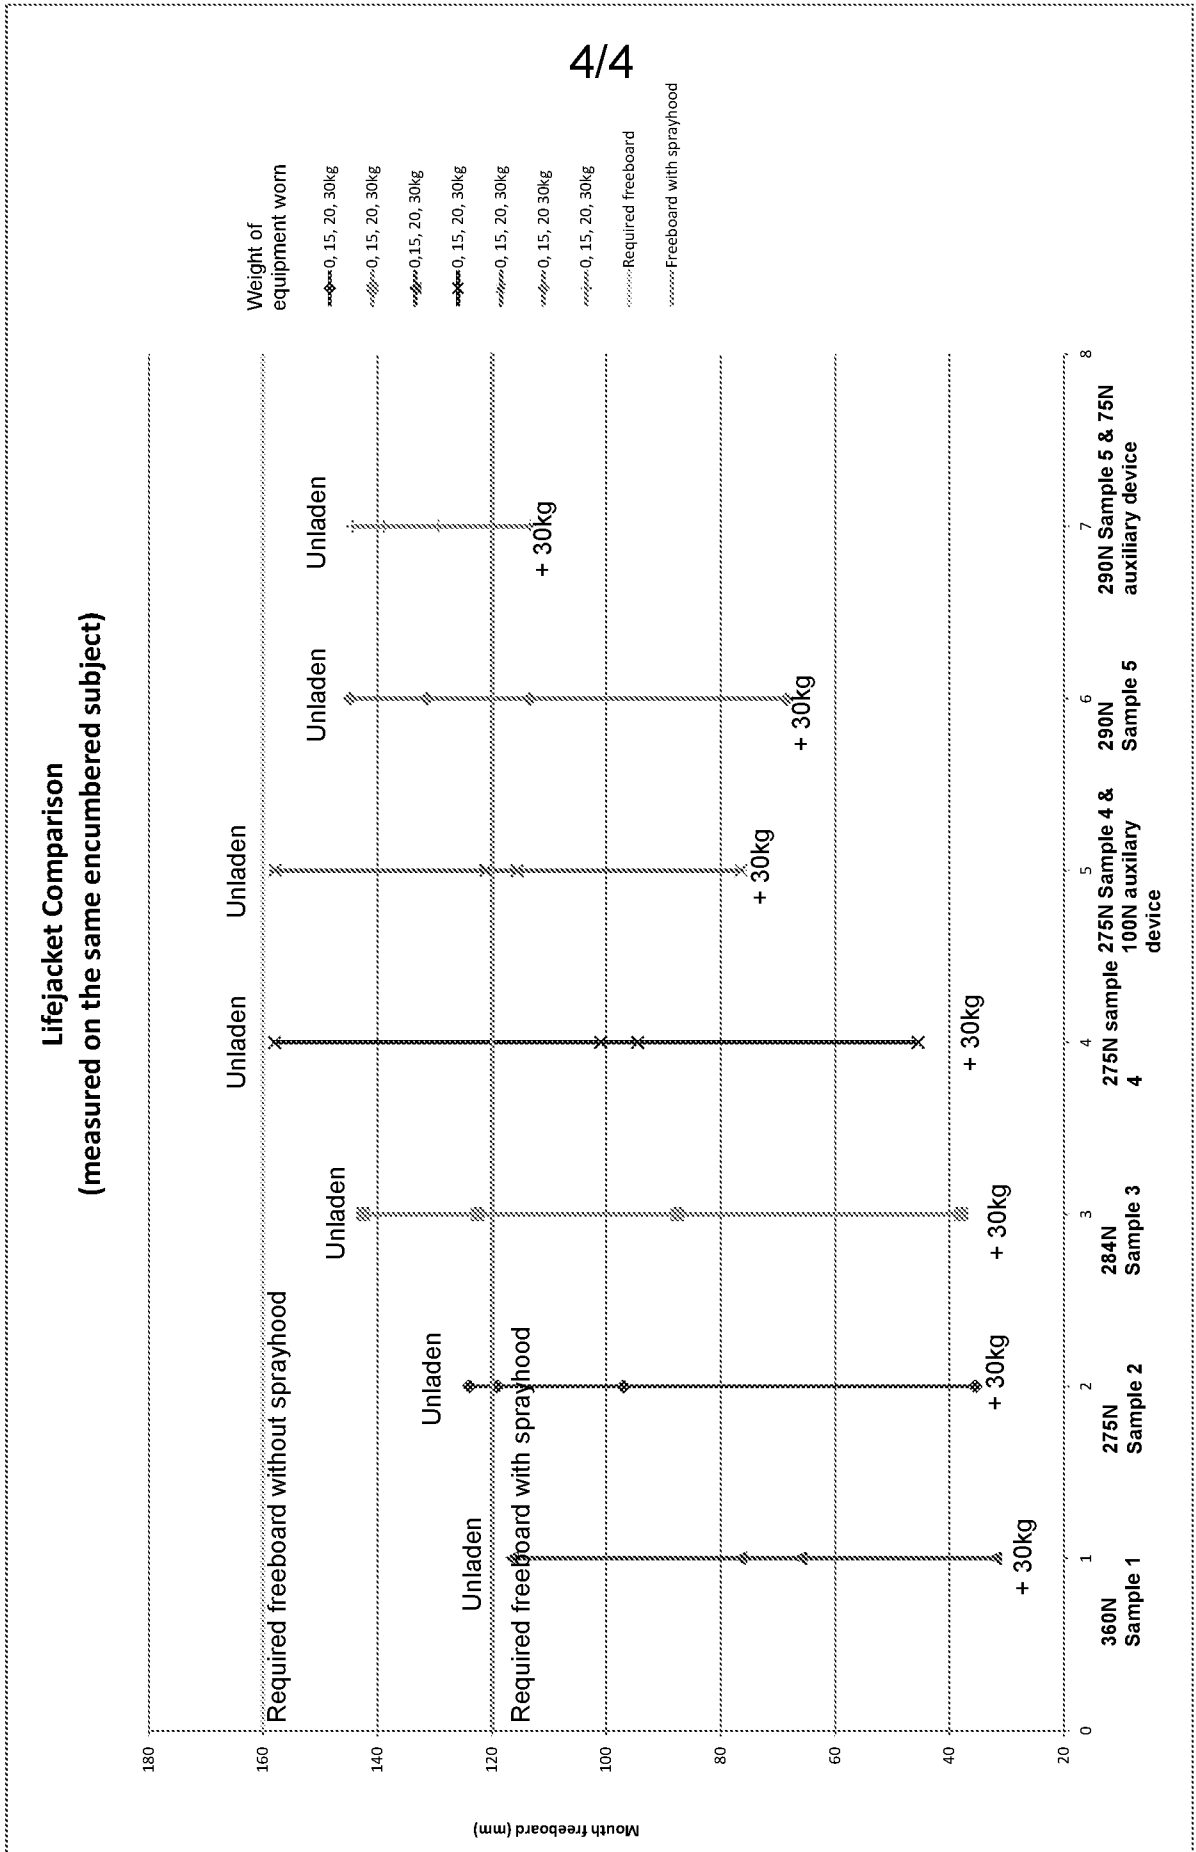 4/4
Lifejacket Comparison
(measured on the same encumbered subject)
Weight of
equipment worn
0, 15, 20, 30kg
0, 15, 20, 30kg
0,15, 20, 30kg
0, 15, 20, 30kg
0, 15, 20, 30kg
0, 15, 20 30kg
0, 15, 20, 30kg
Required freeboard
Freeboard with sprayhood
Mouth freeboard (mm)
180
160
140
120
100
80
60
40
20
Required freeboard without sprayhood
Required freeboard with sprayhood
Unladen
Unladen
Unladen
Unladen
Unladen
Unladen
Unladen
+ 30kg
+ 30kg
+ 30kg
+ 30kg
+ 30kg
+ 30kg
+ 30kg
0
1
2
3
4
5
6
7
8
360N
Sample 1
275N
Sample 2
284N
Sample 3
275N sample
4
275N Sample 4 &
100N auxilary
device
290N
Sample 5
290N Sample 5 & 75N
auxiliary device